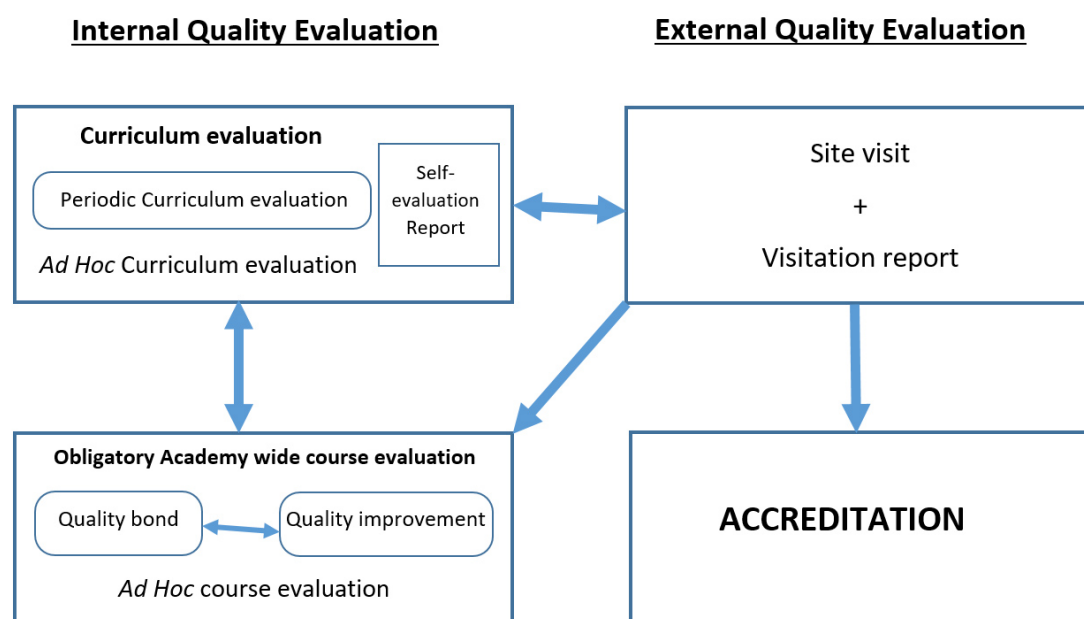 Internal Quality Evaluation
External Quality Evaluation
Curriculum evaluation
Periodic Curriculum evaluation
Ad Hoc Curriculum evaluation
Self-
evaluation
Report
Site visit
+
Visitation report
Obligatory Academy wide course evaluation
Quality bond
Quality improvement
Ad Hoc course evaluation
ACCREDITATION